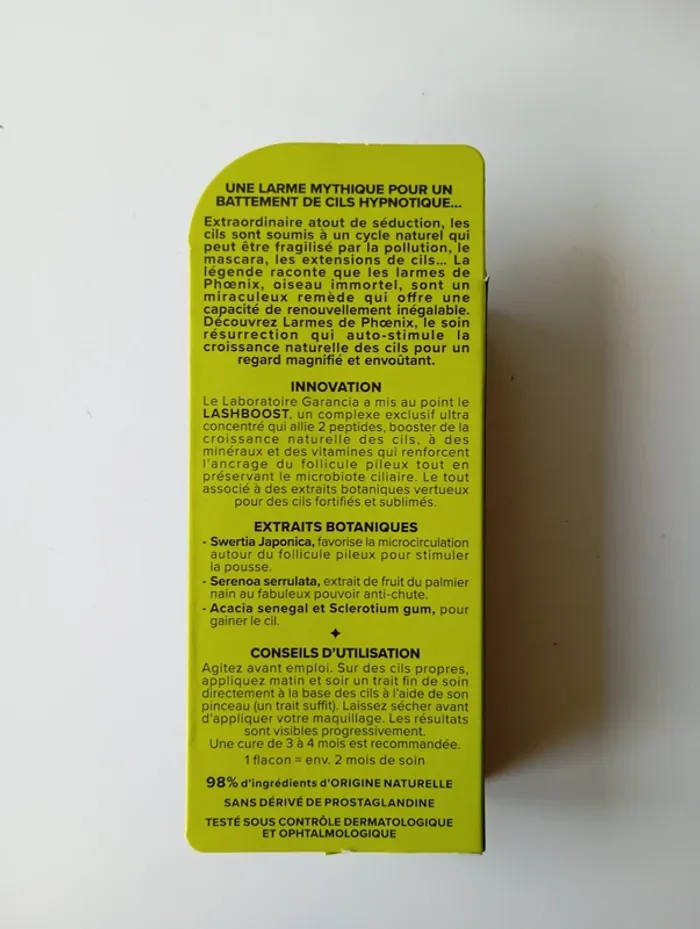 UNE LARME MYTHIQUE POUR UN
BATTEMENT DE CILS HYPNOTIQUE...
Extraordinaire atout de séduction, les
cils sont soumis à un cycle naturel qui
peut être fragilisé par la pollution, le
mascara, les extensions de cils... La
légende raconte que les larmes de
Phœnix, oiseau immortel, sont un
miraculeux remède qui offre une
capacité de renouvellement inégalable.
Découvrez Larmes de Phœnix, le soin
résurrection qui auto-stimule la
croissance naturelle des cils pour un
regard magnifié et envoûtant.
INNOVATION
Le Laboratoire Garancia a mis au point le
LASHBOOST, un complexe exclusif ultra
concentré qui allie 2 peptides, booster de la
croissance naturelle des cils, à des
minéraux et des vitamines qui renforcent
l'ancrage du follicule pileux tout en
préservant le microbiote ciliaire. Le tout
associé à des extraits botaniques vertueux
pour des cils fortifiés et sublimés.
EXTRAITS BOTANIQUES
- Swertia Japonica, favorise la microcirculation
autour du follicule pileux pour stimuler
la pousse.
- Serenoa serrulata, extrait de fruit du palmier
nain au fabuleux pouvoir anti-chute.
- Acacia senegal et Sclerotium gum, pour
gainer le cil.
CONSEILS D'UTILISATION
Agitez avant emploi. Sur des cils propres,
appliquez matin et soir un trait fin de soin
directement à la base des cils à l'aide de son
pinceau (un trait suffit). Laissez sécher avant
d'appliquer votre maquillage. Les résultats
sont visibles progressivement.
Une cure de 3 à 4 mois est recommandée.
1 flacon = env. 2 mois de soin
98% d'ingrédients d'ORIGINE NATURELLE
SANS DÉRIVÉ DE PROSTAGLANDINE
TESTÉ SOUS CONTRÔLE DERMATOLOGIQUE
ET OPHTALMOLOGIQUE